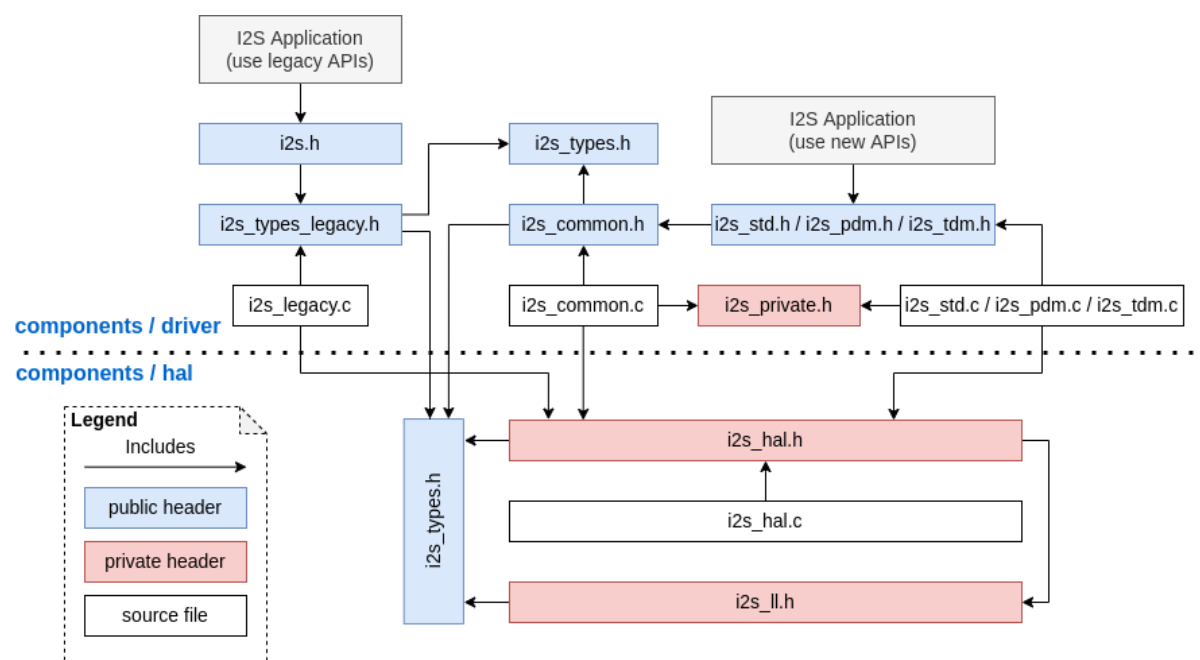 I2S Application
(use legacy APIs)
I2S Application
(use new APIs)
i2s.h
i2s_types.h
i2s_types_legacy.h
i2s_common.h
i2s_std.h / i2s_pdm.h / i2s_tdm.h
i2s_legacy.c
i2s_common.c
i2s_private.h
i2s_std.c / i2s_pdm.c / i2s_tdm.c
components / driver
components / hal
Legend
Includes
public header
private header
source file
i2s_types.h
i2s_hal.h
i2s_hal.c
i2s_ll.h